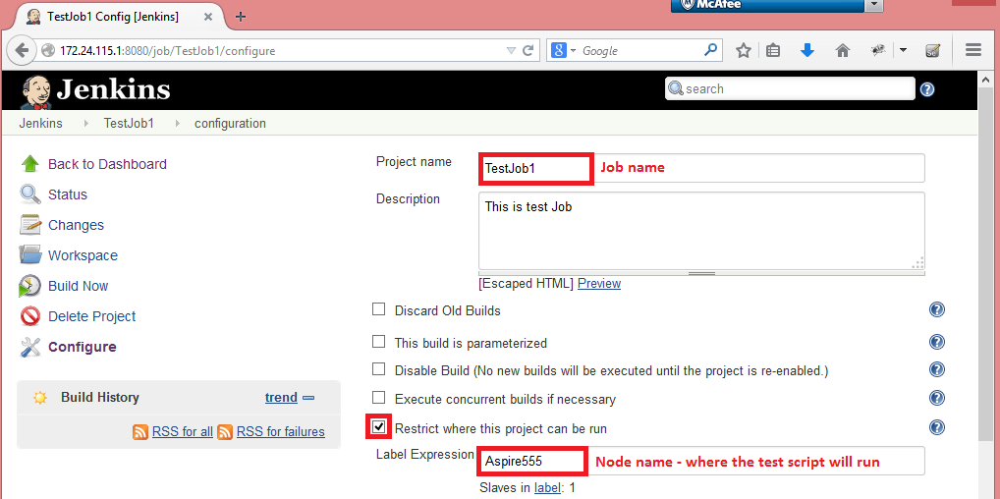 McAfee
TestJob1 Config [Jenkins]
172.24.115.1:8080/job/TestJob1/configure
Google
Jenkins
search
Jenkins TestJob1 configuration
Back to Dashboard
Status
Changes
Workspace
Build Now
Delete Project
Configure
Build History trend
RSS for all RSS for failures
Project name TestJob1 Job name
Description This is test Job
[Escaped HTML] Preview
Discard Old Builds
This build is parameterized
Disable Build (No new builds will be executed until the project is re-enabled.)
Execute concurrent builds if necessary
Restrict where this project can be run
Label Expression Aspire555 Node name - where the test script will run
Slaves in label: 1